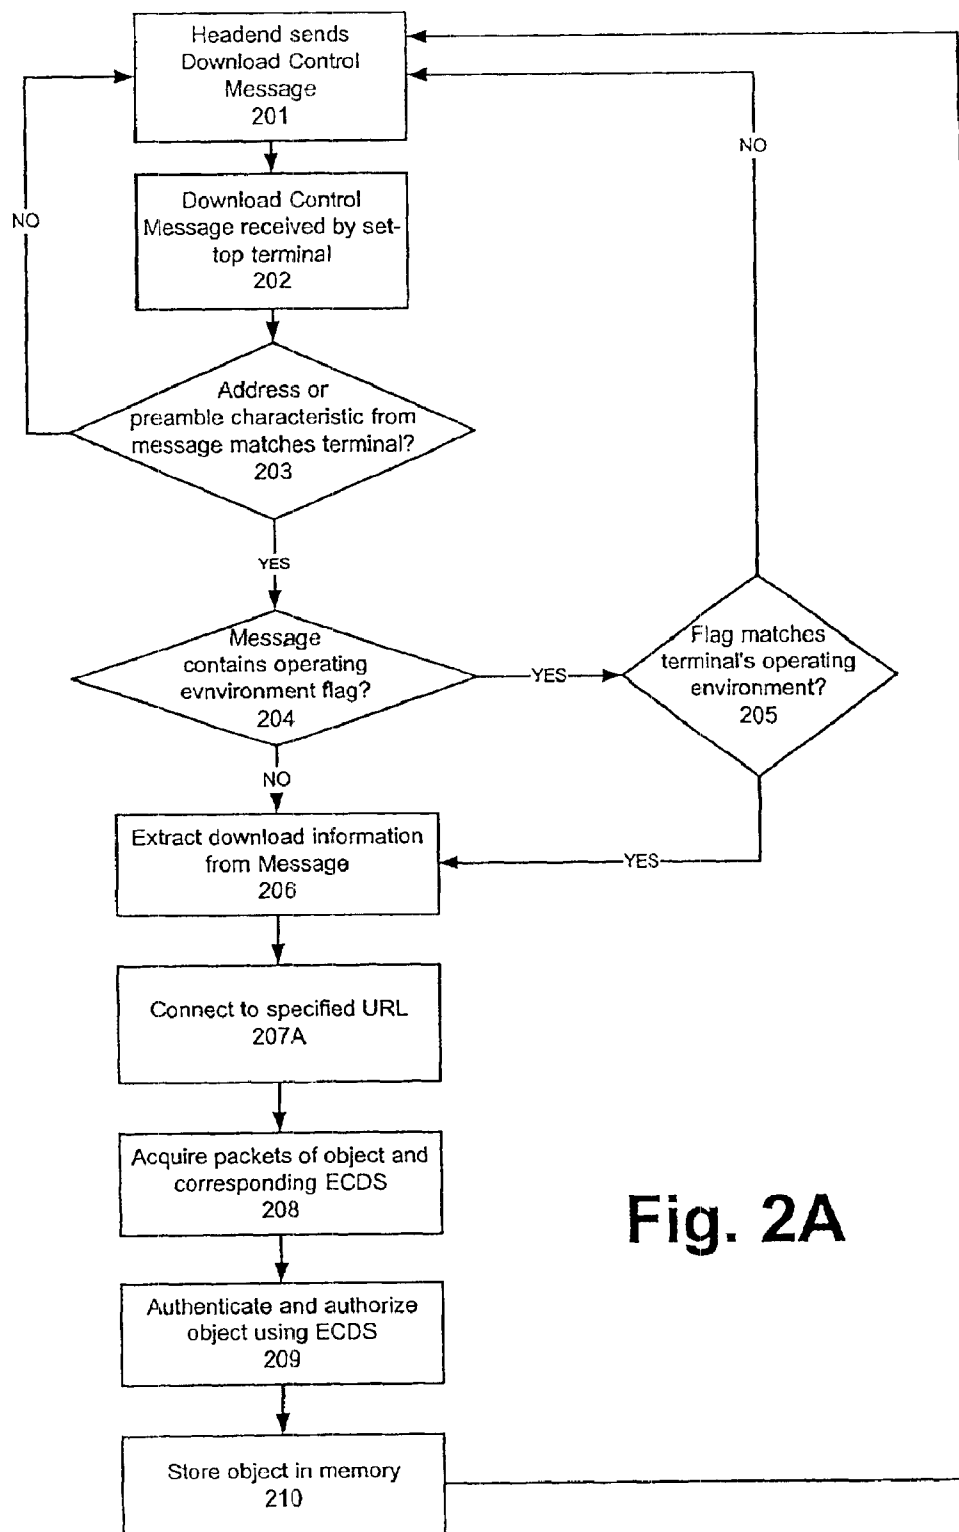 Headend sends
Download Control
Message
201
NO
NO
Download Control
Message received by set-
top terminal
202
Address or
preamble characteristic from
message matches terminal?
203
YES
Message
contains operating
evnvironment flag?
204
YES
Flag matches
terminal's operating
environment?
205
NO
Extract download information
from Message
206
YES
Connect to specified URL
207A
Acquire packets of object and
corresponding ECDS
208
Fig. 2A
Authenticate and authorize
object using ECDS
209
Store object in memory
210